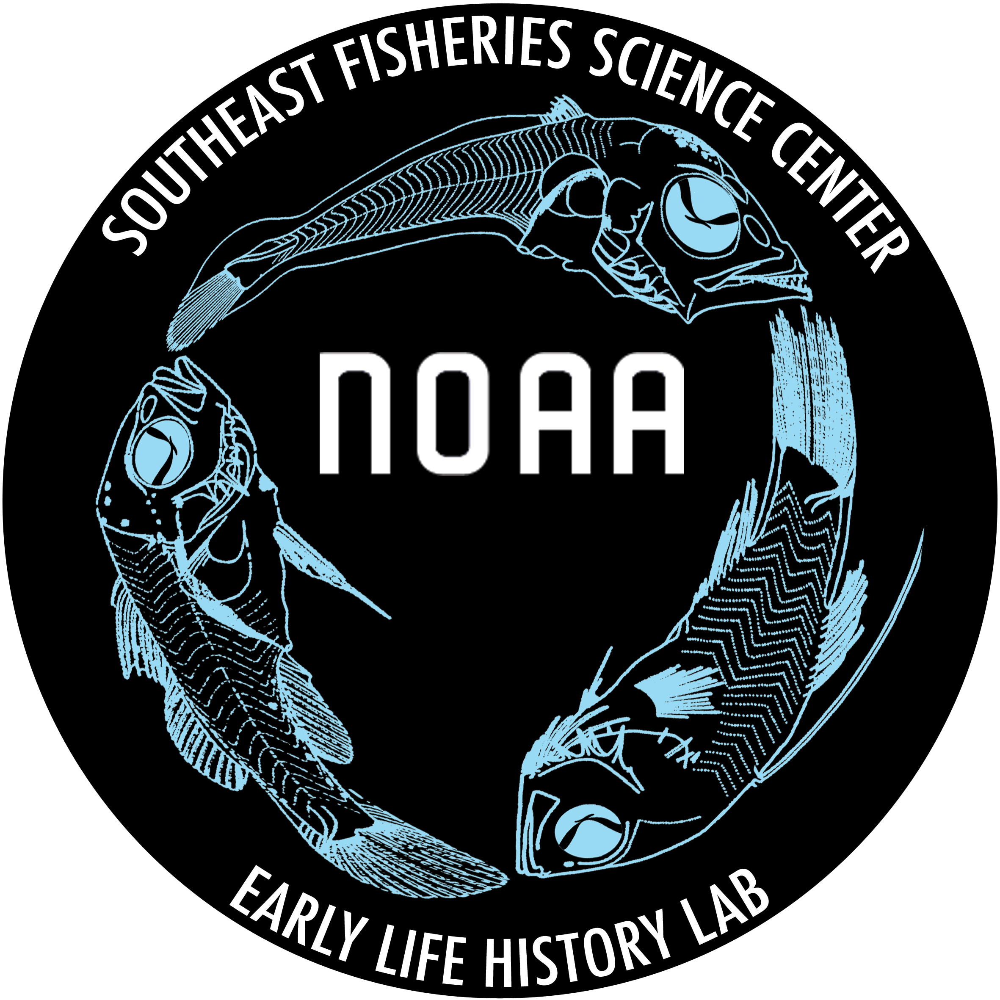 SOUTHEAST FISHERIES SCIENCE CENTER
NOAA
EARLY LIFE HISTORY LAB